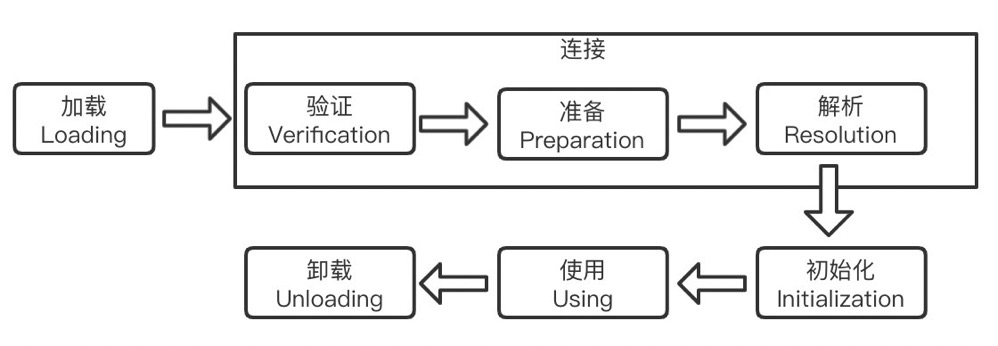 连接
加载
Loading
验证
Verification
准备
Preparation
解析
Resolution
初始化
Initialization
使用
Using
卸载
Unloading